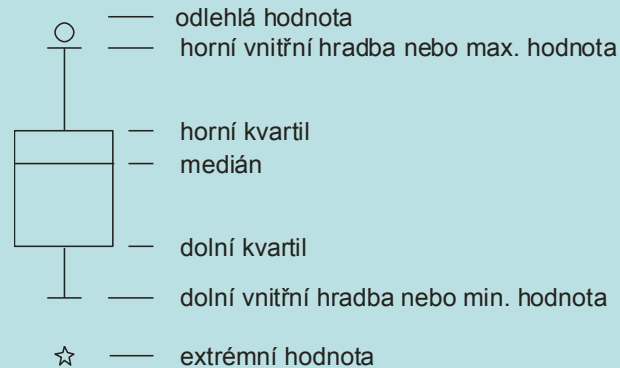 odlehlá hodnota
horní vnitřní hradba nebo max. hodnota
horní kvartil
medián
dolní kvartil
dolní vnitřní hradba nebo min. hodnota
extrémní hodnota